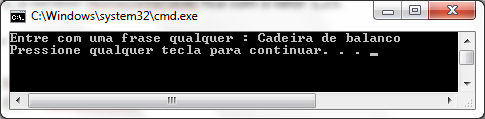 C:\Windows\system32\cmd.exe
Entre com uma frase qualquer : Cadeira de balanco
Pressione qualquer tecla para continuar. . .